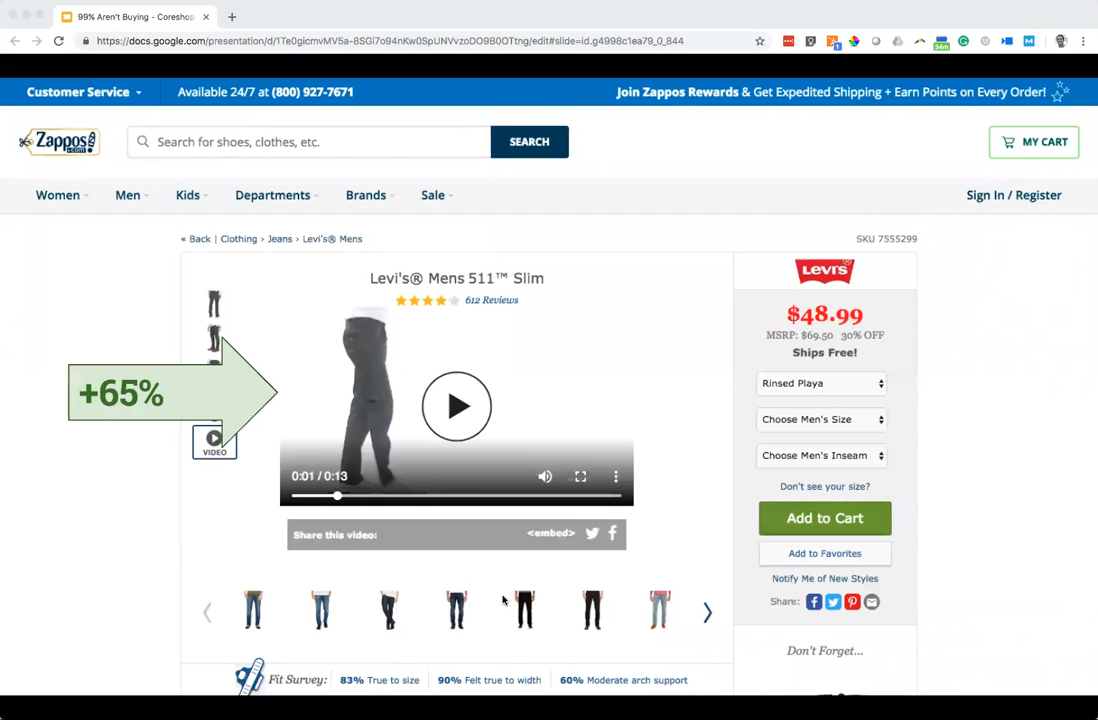 99% Aren't Buying - Coreshop
https://docs.google.com/presentation/d/1Te0gicmvMV5a-8SGi7o94nKw0SpUNVvzoDO9B0OTtng/edit#slide=id.g4998c1ea79_0_844
1
34m
Customer Service
Available 24/7 at (800) 927-7671
Join Zappos Rewards & Get Expedited Shipping + Earn Points on Every Order!
Zappos!
.com
Search for shoes, clothes, etc.
SEARCH
MY CART
Women
Men
Kids
Departments
Brands
Sale
Sign In / Register
« Back | Clothing › Jeans › Levi's® Mens
SKU 7555299
Levi's® Mens 511™ Slim
612 Reviews
Levi's®
$48.99
MSRP: $69.50 30% OFF
Ships Free!
Rinsed Playa
Choose Men's Size
Choose Men's Inseam
Don't see your size?
Add to Cart
Add to Favorites
Notify Me of New Styles
Share:
+65%
VIDEO
0:01 / 0:13
Share this video:
<embed>
Don't Forget...
Fit Survey:
83% True to size
90% Felt true to width
60% Moderate arch support